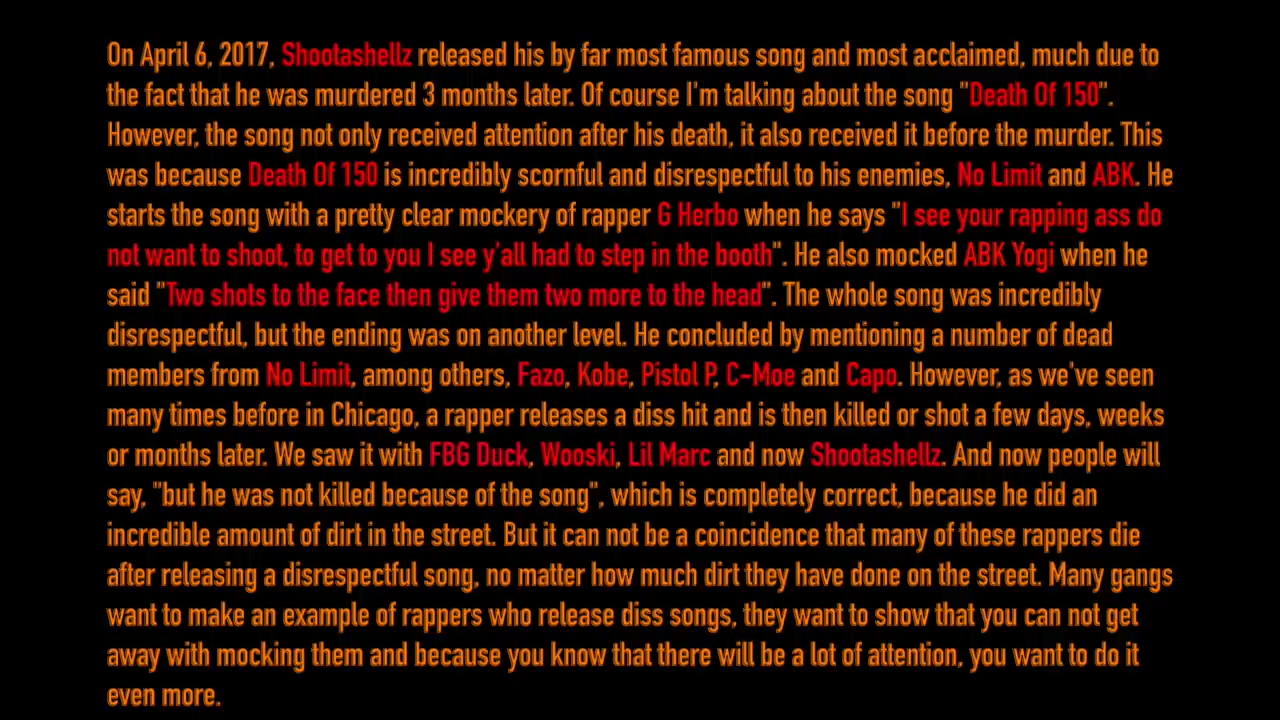 On April 6, 2017, Shootashellz released his by far most famous song and most acclaimed, much due to
the fact that he was murdered 3 months later. Of course I'm talking about the song "Death Of 150".
However, the song not only received attention after his death, it also received it before the murder. This
was because Death Of 150 is incredibly scornful and disrespectful to his enemies, No Limit and ABK. He
starts the song with a pretty clear mockery of rapper G Herbo when he says "I see your rapping ass do
not want to shoot, to get to you I see y'all had to step in the booth". He also mocked ABK Yogi when he
said "Two shots to the face then give them two more to the head". The whole song was incredibly
disrespectful, but the ending was on another level. He concluded by mentioning a number of dead
members from No Limit, among others, Fazo, Kobe, Pistol P, C-Moe and Capo. However, as we've seen
many times before in Chicago, a rapper releases a diss hit and is then killed or shot a few days, weeks
or months later. We saw it with FBG Duck, Wooski, Lil Marc and now Shootashellz. And now people will
say, "but he was not killed because of the song", which is completely correct, because he did an
incredible amount of dirt in the street. But it can not be a coincidence that many of these rappers die
after releasing a disrespectful song, no matter how much dirt they have done on the street. Many gangs
want to make an example of rappers who release diss songs, they want to show that you can not get
away with mocking them and because you know that there will be a lot of attention, you want to do it
even more.